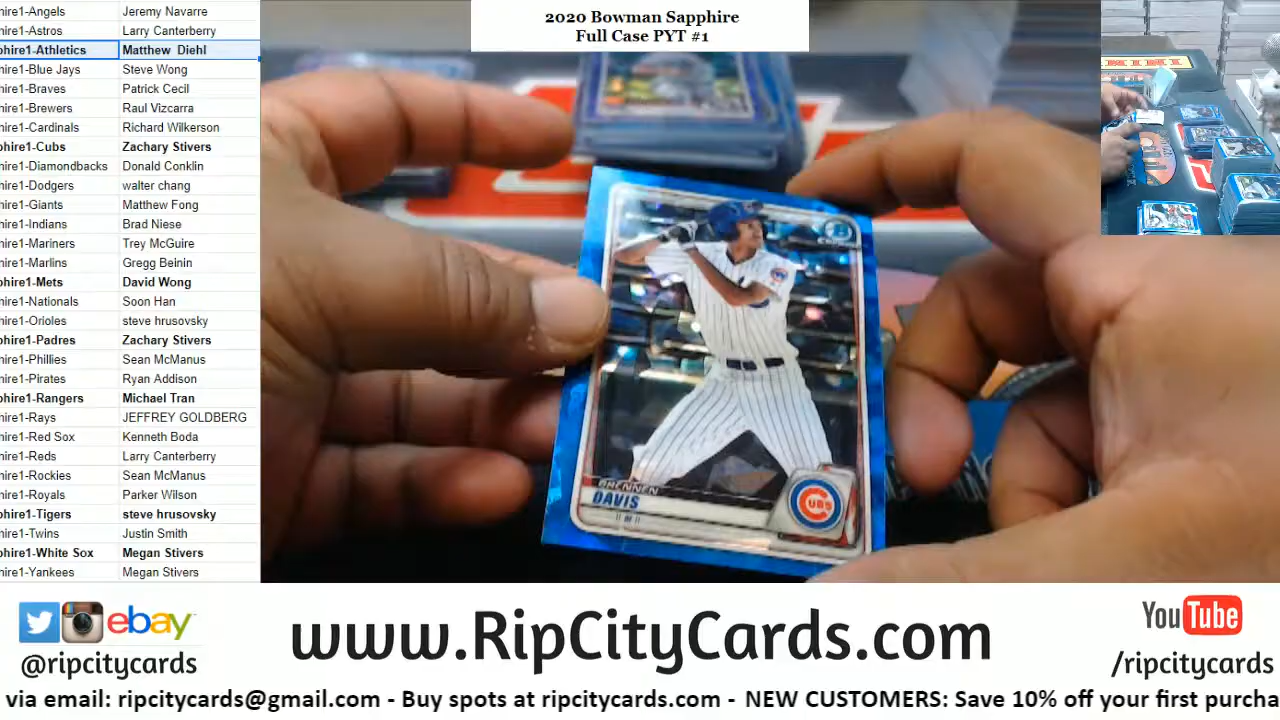 2020 Bowman Sapphire
Full Case PYT #1
hire1-Angels Jeremy Navarre
hire1-Astros Larry Canterberry
phire1-Athletics Matthew Diehl
hire1-Blue Jays Steve Wong
hire1-Braves Patrick Cecil
hire1-Brewers Raul Vizcarra
hire1-Cardinals Richard Wilkerson
phire1-Cubs Zachary Stivers
hire1-Diamondbacks Donald Conklin
hire1-Dodgers walter chang
hire1-Giants Matthew Fong
hire1-Indians Brad Niese
hire1-Mariners Trey McGuire
hire1-Marlins Gregg Beinin
phire1-Mets David Wong
hire1-Nationals Soon Han
hire1-Orioles steve hrusovsky
phire1-Padres Zachary Stivers
hire1-Phillies Sean McManus
hire1-Pirates Ryan Addison
phire1-Rangers Michael Tran
hire1-Rays JEFFREY GOLDBERG
hire1-Red Sox Kenneth Boda
hire1-Reds Larry Canterberry
hire1-Rockies Sean McManus
hire1-Royals Parker Wilson
phire1-Tigers steve hrusovsky
hire1-Twins Justin Smith
phire1-White Sox Megan Stivers
hire1-Yankees Megan Stivers
BRENNEN
DAVIS
CUBS
ebay
@ripcitycards
www.RipCityCards.com
YouTube
/ripcitycards
via email: ripcitycards@gmail.com - Buy spots at ripcitycards.com - NEW CUSTOMERS: Save 10% off your first purcha